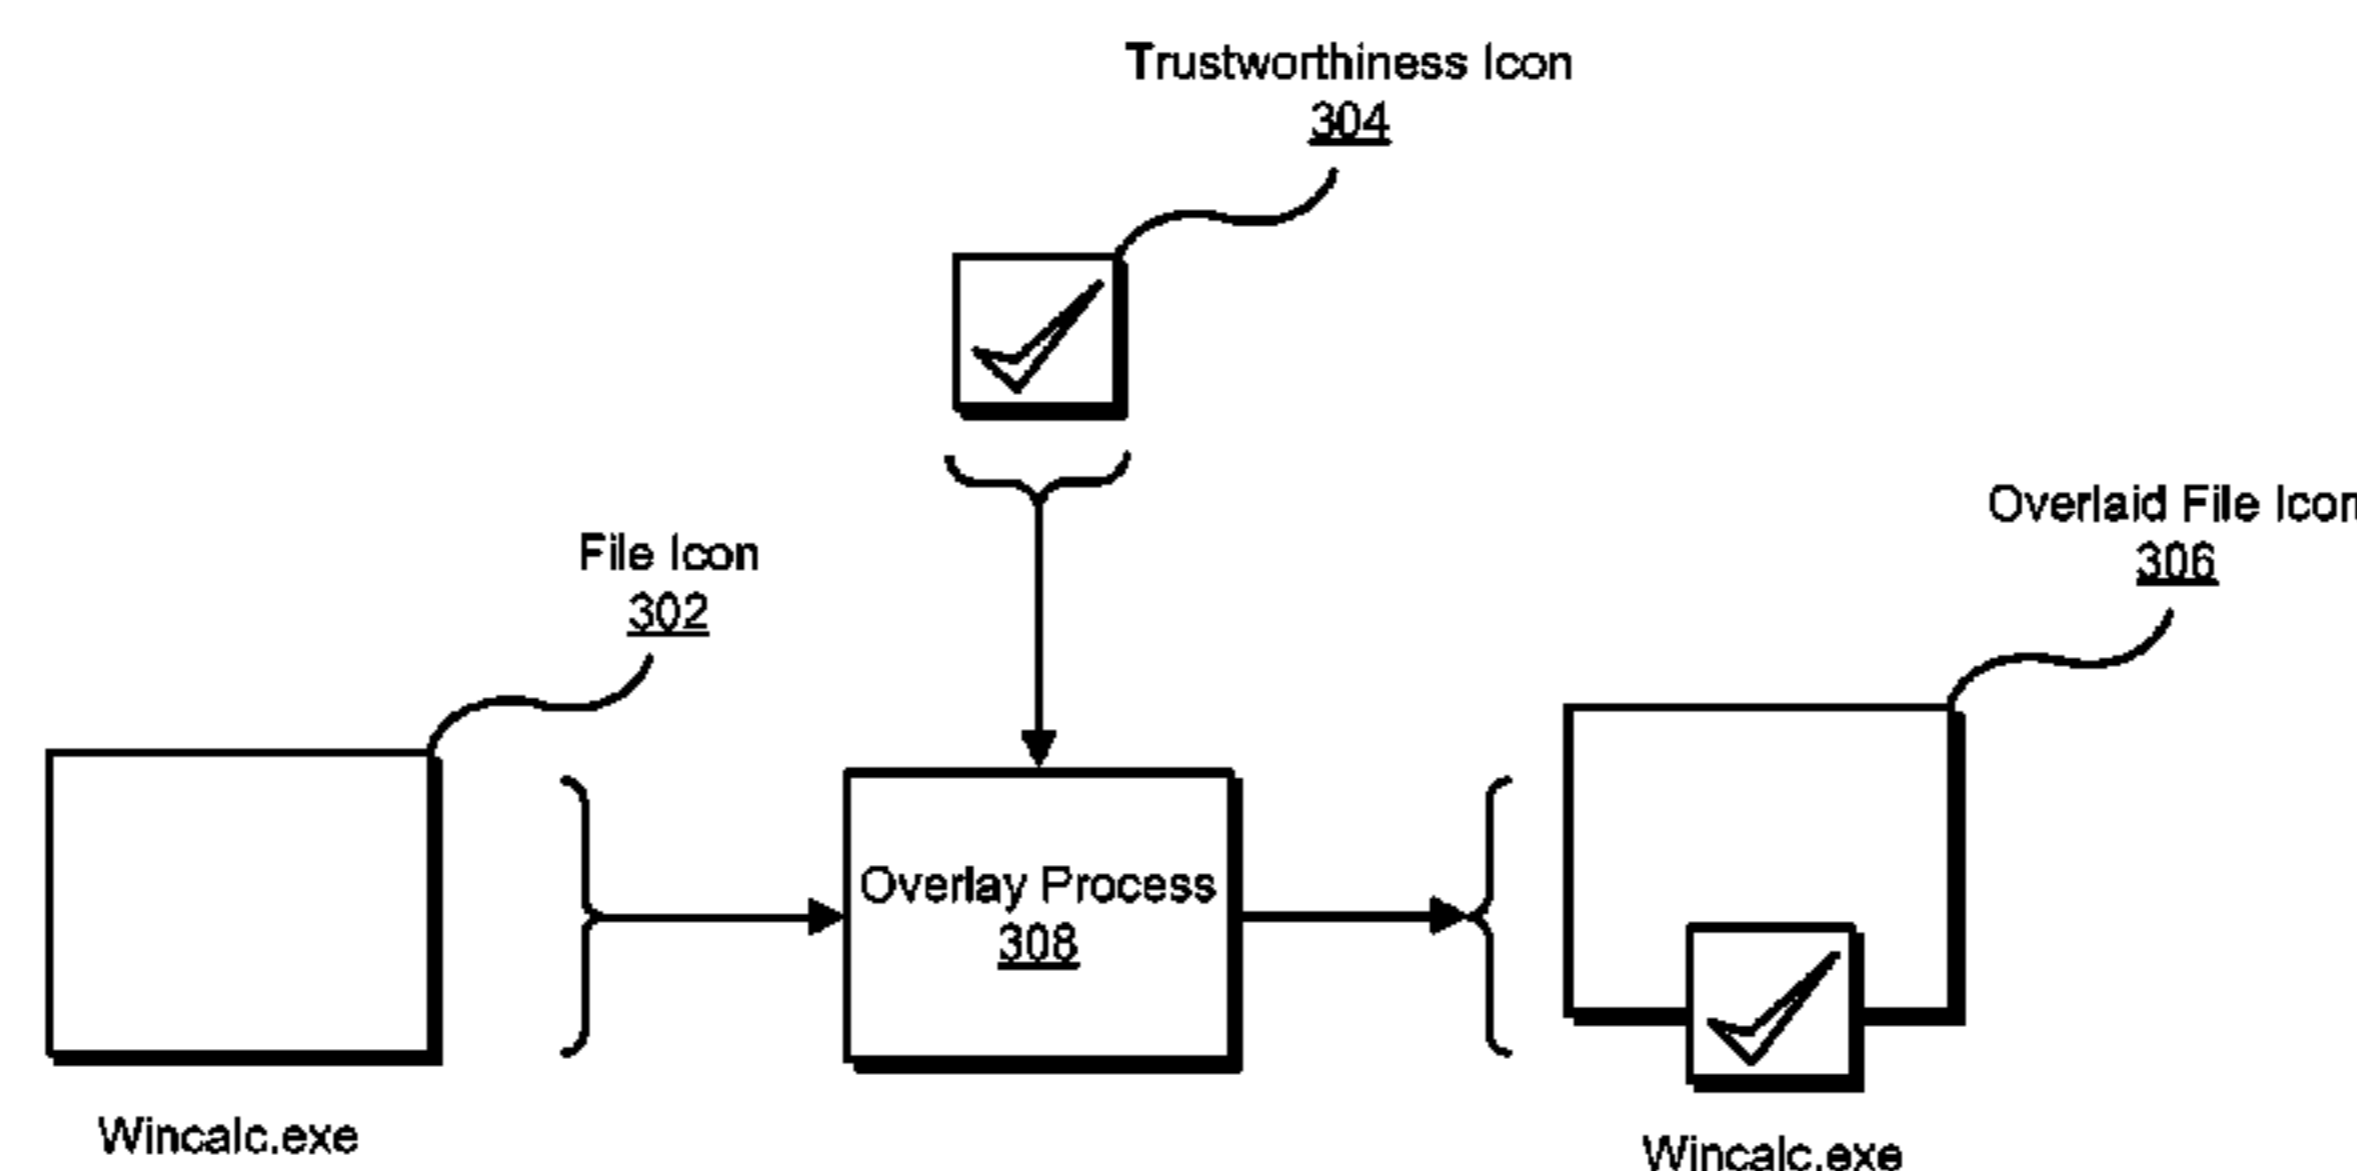 Trustworthiness Icon
304
File Icon
302
Overlaid File Icon
306
Overlay Process
308
Wincalc.exe
Wincalc.exe